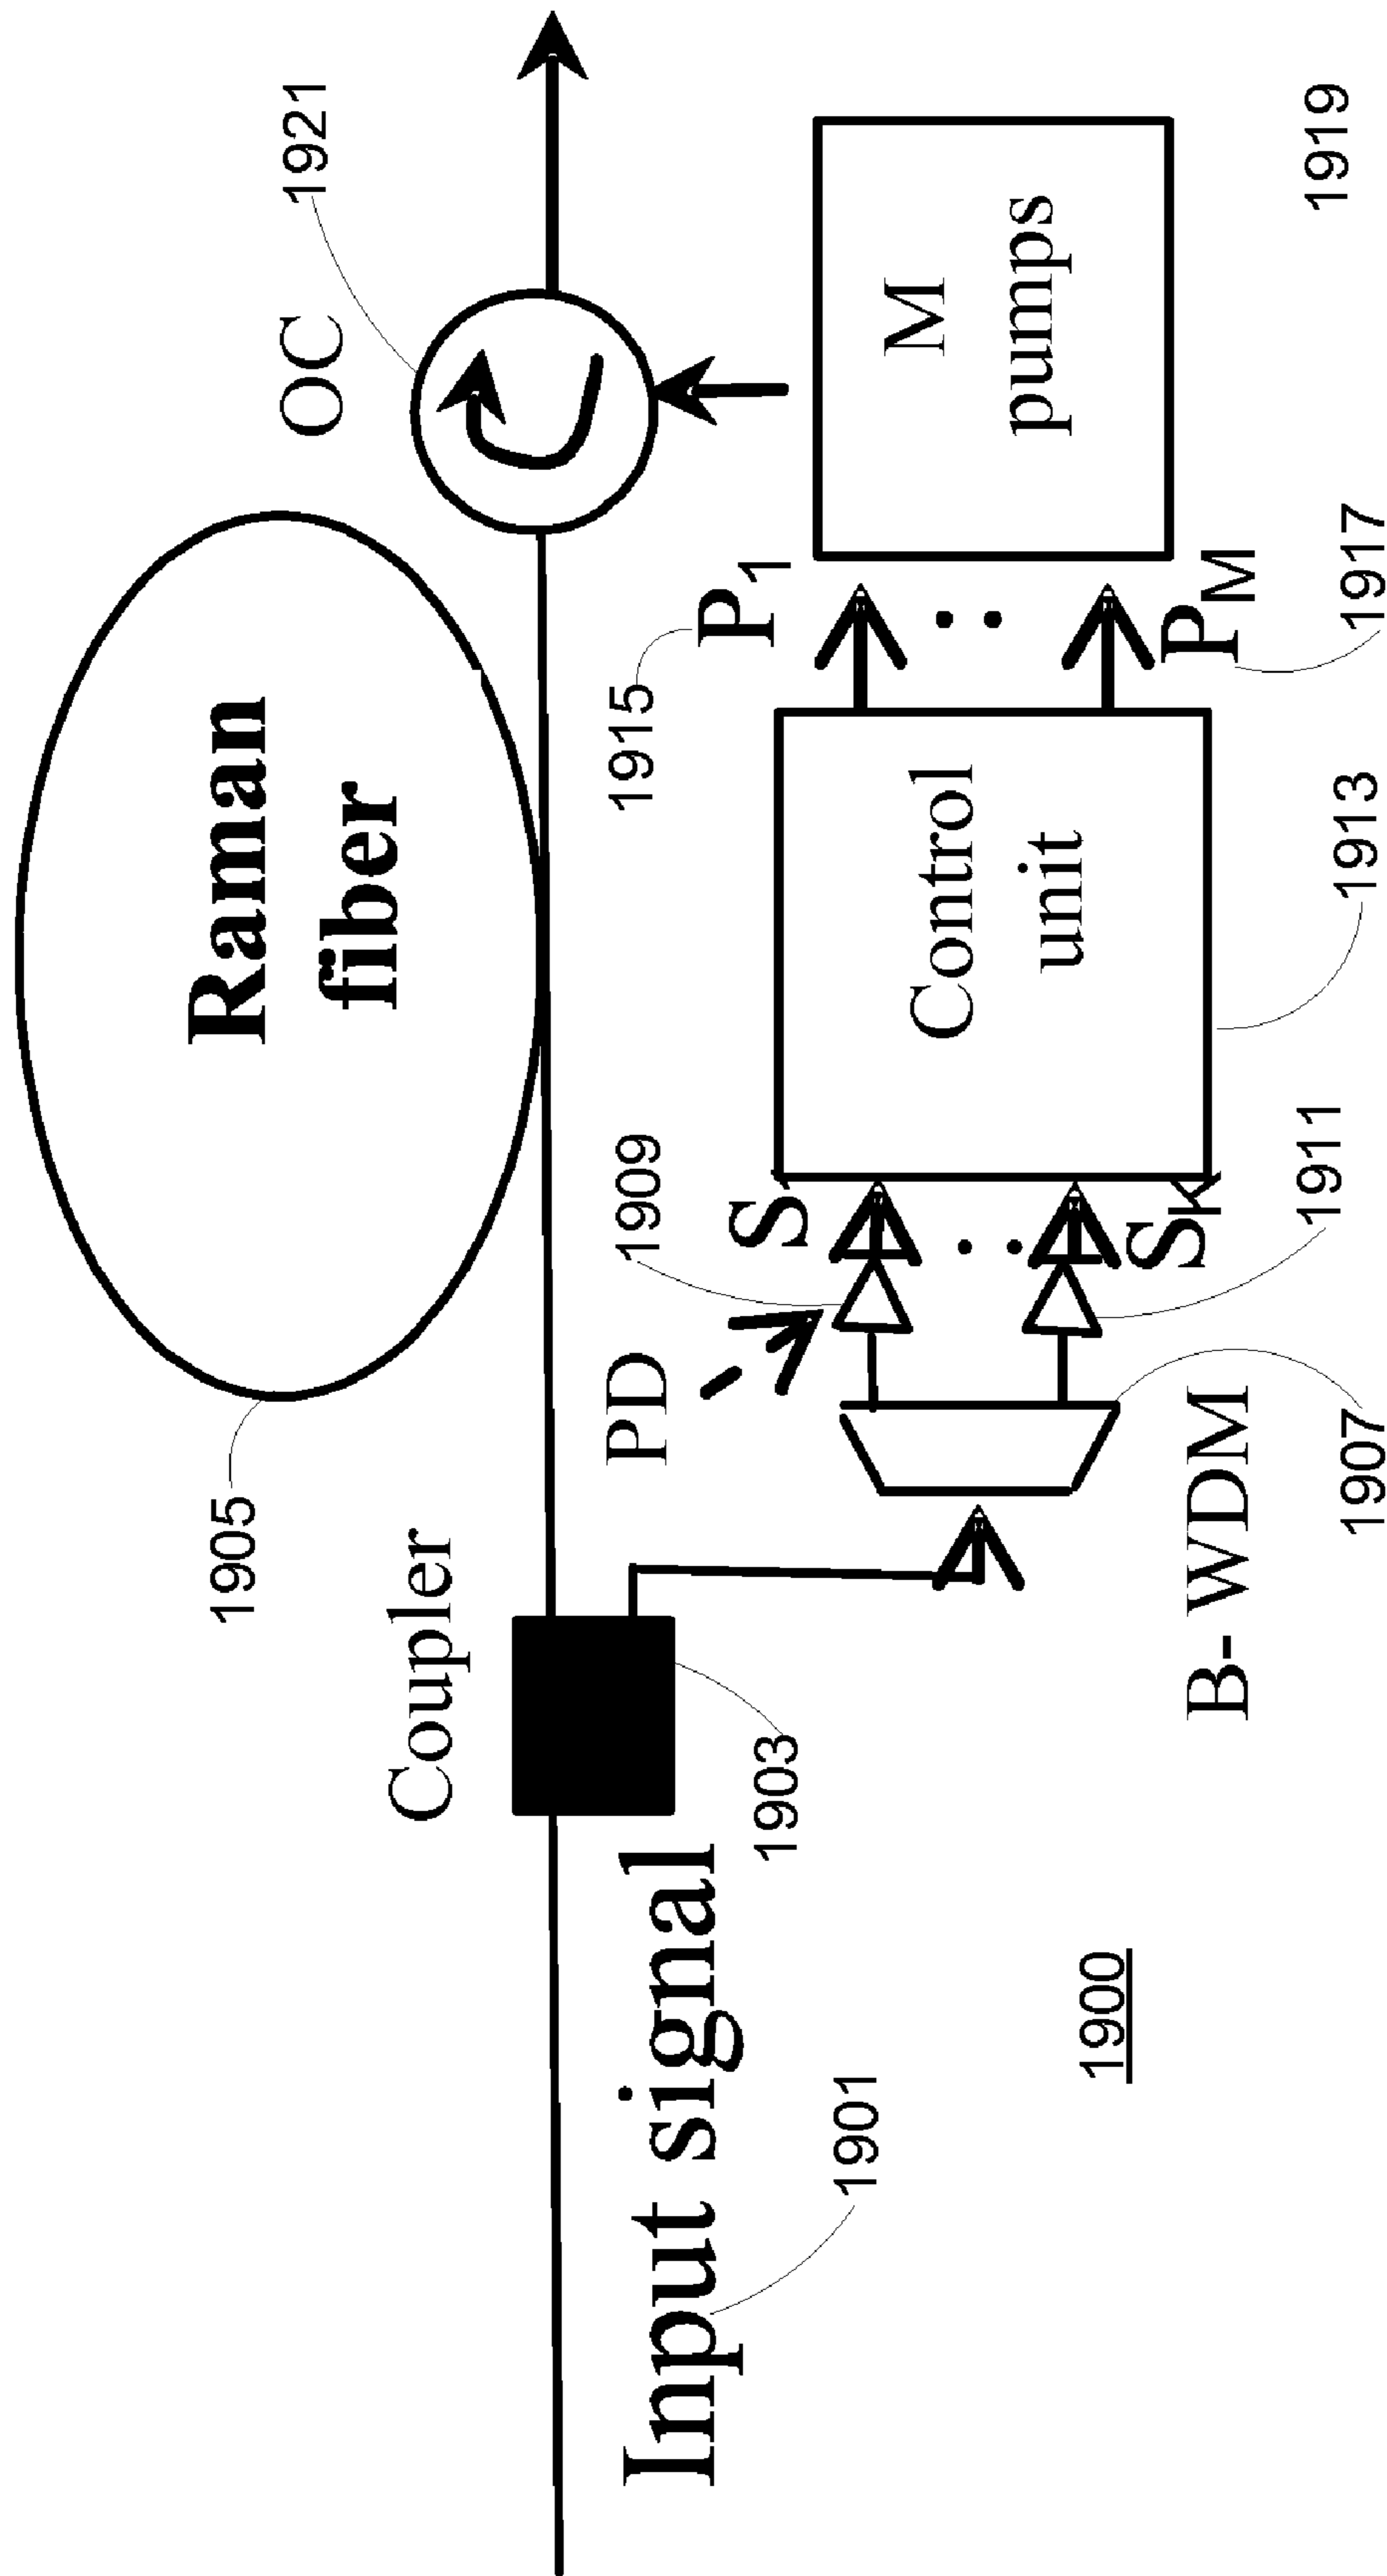 Raman
fiber
1905
OC
1921
Coupler
1903
Input signal
1901
PD
1909
S
S
K
1911
B- WDM
1907
Control
unit
1913
1915
P1
PM
1917
M
pumps
1919
1900